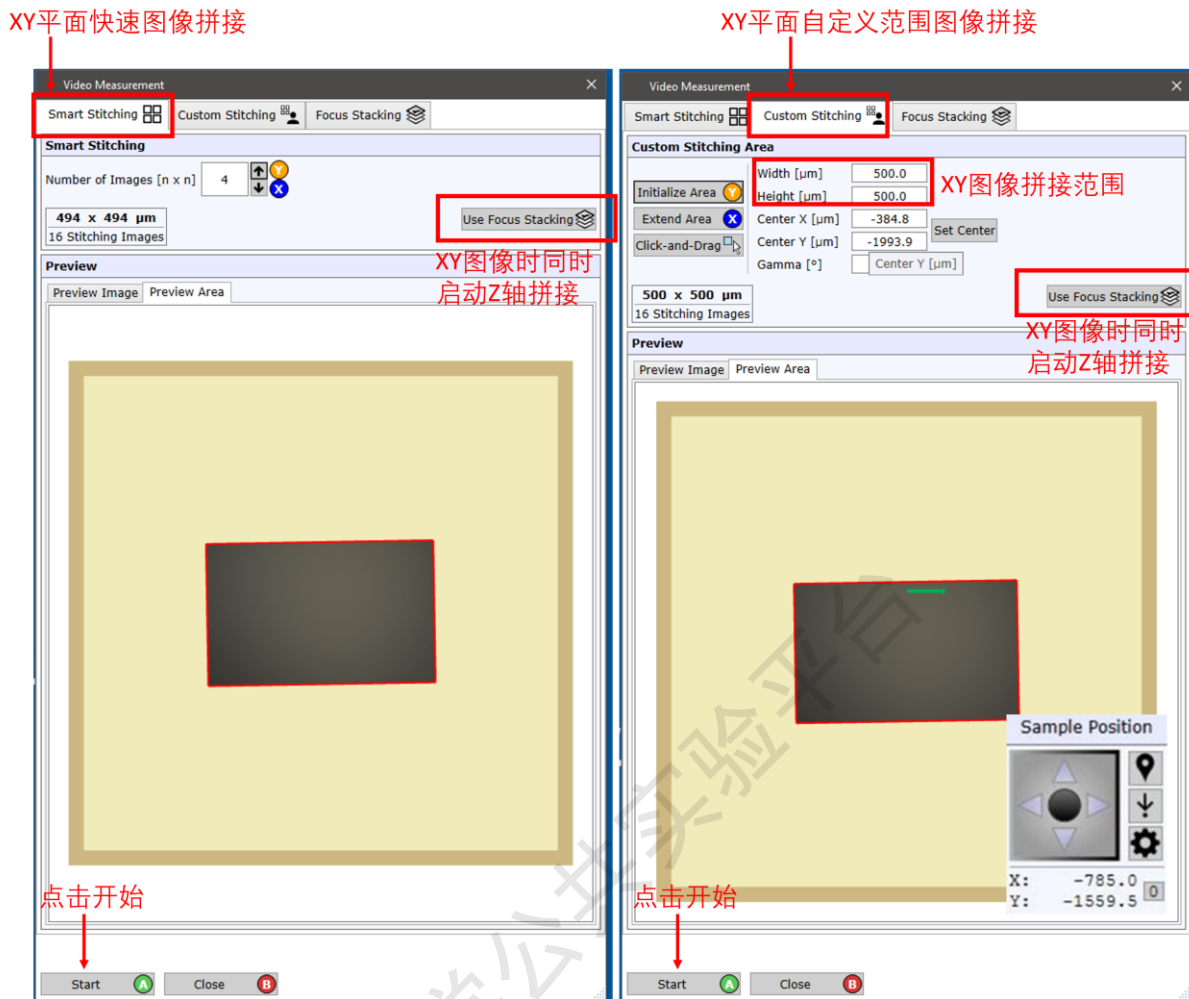 XY平面快速图像拼接
Video Measurement
Smart Stitching
Custom Stitching
Focus Stacking
Smart Stitching
Number of Images [n x n]
4
Y
X
494 x 494 µm
16 Stitching Images
Use Focus Stacking
XY图像时同时
启动Z轴拼接
Preview
Preview Image
Preview Area
点击开始
Start
A
Close
B
XY平面自定义范围图像拼接
Video Measurement
Smart Stitching
Custom Stitching
Focus Stacking
Custom Stitching Area
Initialize Area Y
Extend Area X
Click-and-Drag
Width [µm] 500.0
Height [µm] 500.0
Center X [µm] -384.8
Center Y [µm] -1993.9
Gamma [°]
Center Y [µm]
Set Center
XY图像拼接范围
500 x 500 µm
16 Stitching Images
Use Focus Stacking
XY图像时同时
启动Z轴拼接
Preview
Preview Image
Preview Area
Sample Position
X: -785.0
Y: -1559.5
0
点击开始
Start
A
Close
B
学公共实验平台